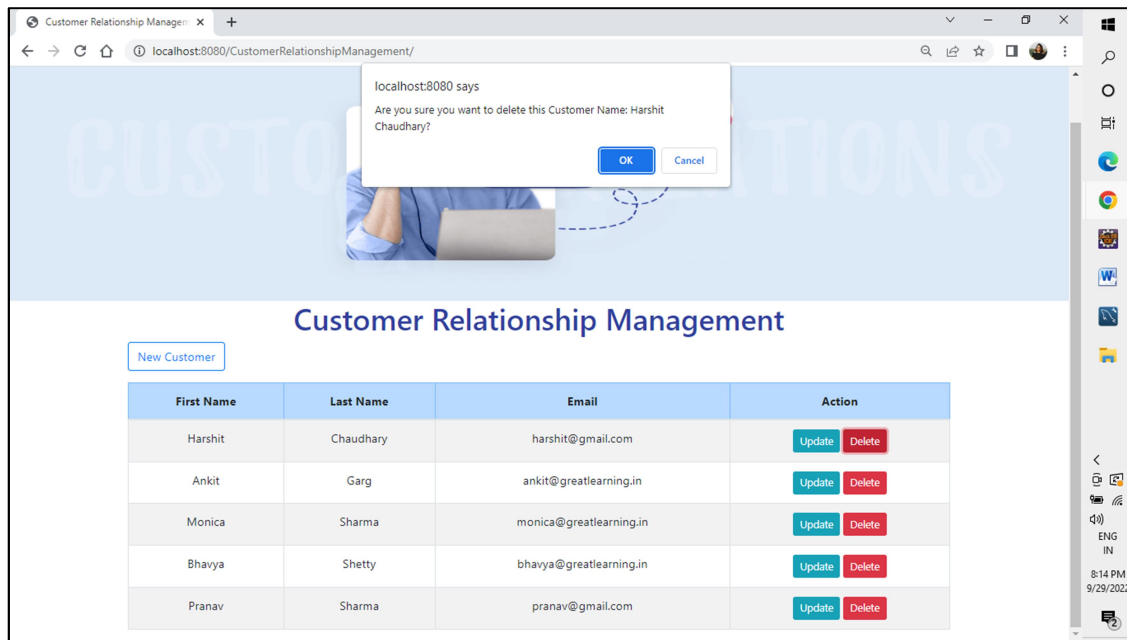 Customer Relationship Managem
localhost:8080/CustomerRelationshipManagement/
localhost:8080 says
Are you sure you want to delete this Customer Name: Harshit
Chaudhary?
OK Cancel
Customer Relationship Management
New Customer
First Name Last Name Email Action
Harshit Chaudhary harshit@gmail.com Update Delete
Ankit Garg ankit@greatlearning.in Update Delete
Monica Sharma monica@greatlearning.in Update Delete
Bhavya Shetty bhavya@greatlearning.in Update Delete
Pranav Sharma pranav@gmail.com Update Delete
ENG
IN
8:14 PM
9/29/2022
2